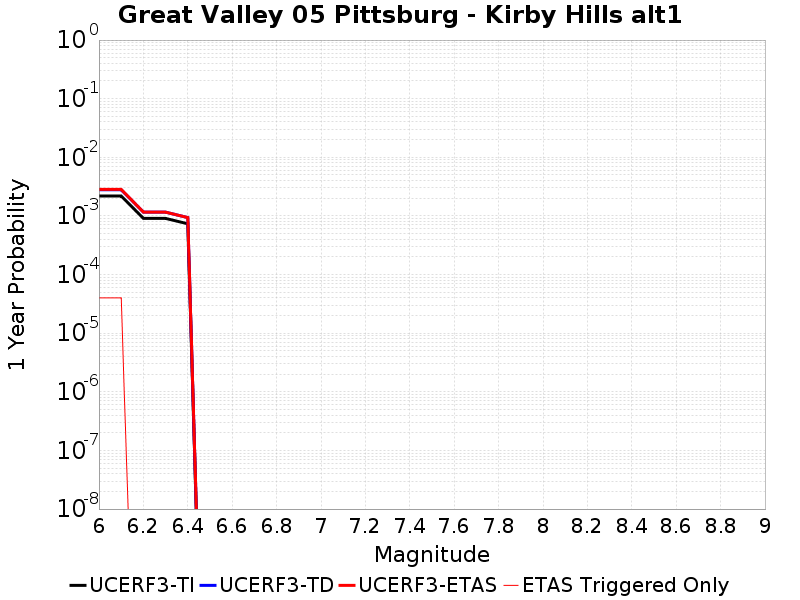 Great Valley 05 Pittsburg - Kirby Hills alt1
10^0
10^-1
10^-2
10^-3
10^-4
10^-5
10^-6
10^-7
10^-8
1 Year Probability
6 6.2 6.4 6.6 6.8 7 7.2 7.4 7.6 7.8 8 8.2 8.4 8.6 8.8 9
Magnitude
UCERF3-TI UCERF3-TD UCERF3-ETAS ETAS Triggered Only